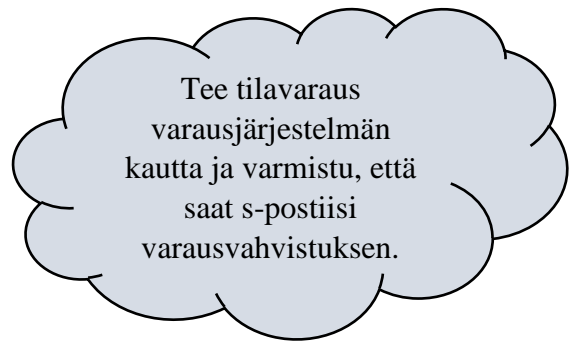 Tee tilavaraus
varausjärjestelmän
kautta ja varmistu, että
saat s-postiisi
varausvahvistuksen.